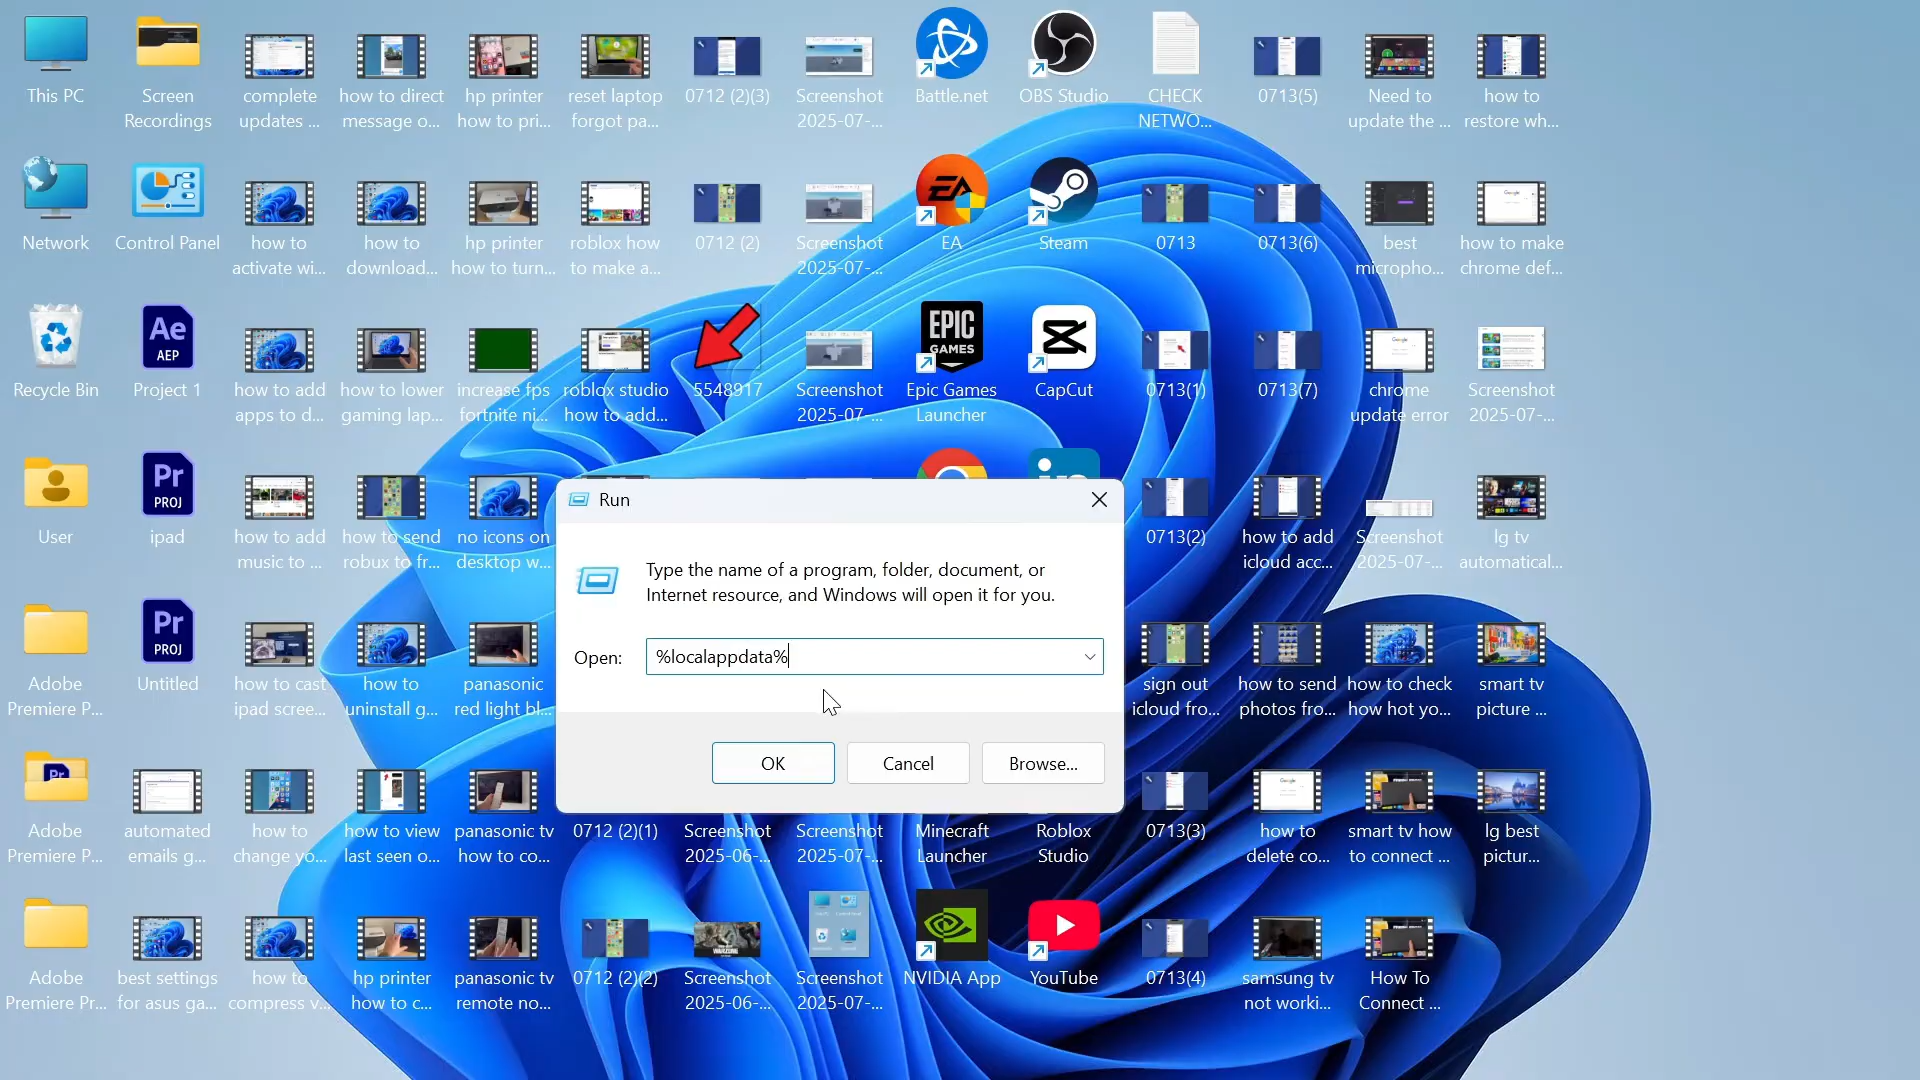 This PC
Screen
Recordings
complete
updates ...
how to direct
message o...
hp printer
how to pri...
reset laptop
forgot pa...
0712 (2)(3)
Screenshot
2025-07-...
Battle.net
OBS Studio
CHECK
NETWO...
0713(5)
Need to
update the ...
how to
restore wh...
Network
Control Panel
how to
activate wi...
how to
download...
hp printer
how to turn...
roblox how
to make a...
0712 (2)
Screenshot
2025-07-...
EA
EA
Steam
0713
0713(6)
best
micropho...
how to make
chrome def...
Recycle Bin
Ae
AEP
Project 1
how to add
apps to d...
how to lower
gaming lap...
increase fps
fortnite ni...
roblox studio
how to add...
5548917
Screenshot
2025-07-...
EPIC
GAMES
Epic Games
Launcher
CapCut
0713(1)
0713(7)
chrome
update error
Screenshot
2025-07-...
User
Pr
PROJ
ipad
how to add
music to ...
how to send
robux to fr...
no icons on
desktop w...
0713(2)
how to add
icloud acc...
Screenshot
2025-07-...
lg tv
automatical...
Run
Type the name of a program, folder, document, or
Internet resource, and Windows will open it for you.
Open:
%localappdata%
OK
Cancel
Browse...
Adobe
Premiere P...
Pr
PROJ
Untitled
how to cast
ipad scree...
how to
uninstall g...
panasonic
red light bl...
sign out
icloud fro...
how to send
photos fro...
how to check
how hot yo...
smart tv
picture ...
Pr
Adobe
Premiere P...
automated
emails g...
how to
change yo...
how to view
last seen o...
panasonic tv
how to co...
0712 (2)(1)
Screenshot
2025-06-...
Screenshot
2025-07-...
Minecraft
Launcher
Roblox
Studio
0713(3)
how to
delete co...
smart tv how
to connect ...
lg best
pictur...
Adobe
Premiere Pr...
best settings
for asus ga...
how to
compress v...
hp printer
how to c...
panasonic tv
remote no...
0712 (2)(2)
Screenshot
2025-06-...
Screenshot
2025-07-...
NVIDIA App
YouTube
0713(4)
samsung tv
not worki...
How To
Connect ...